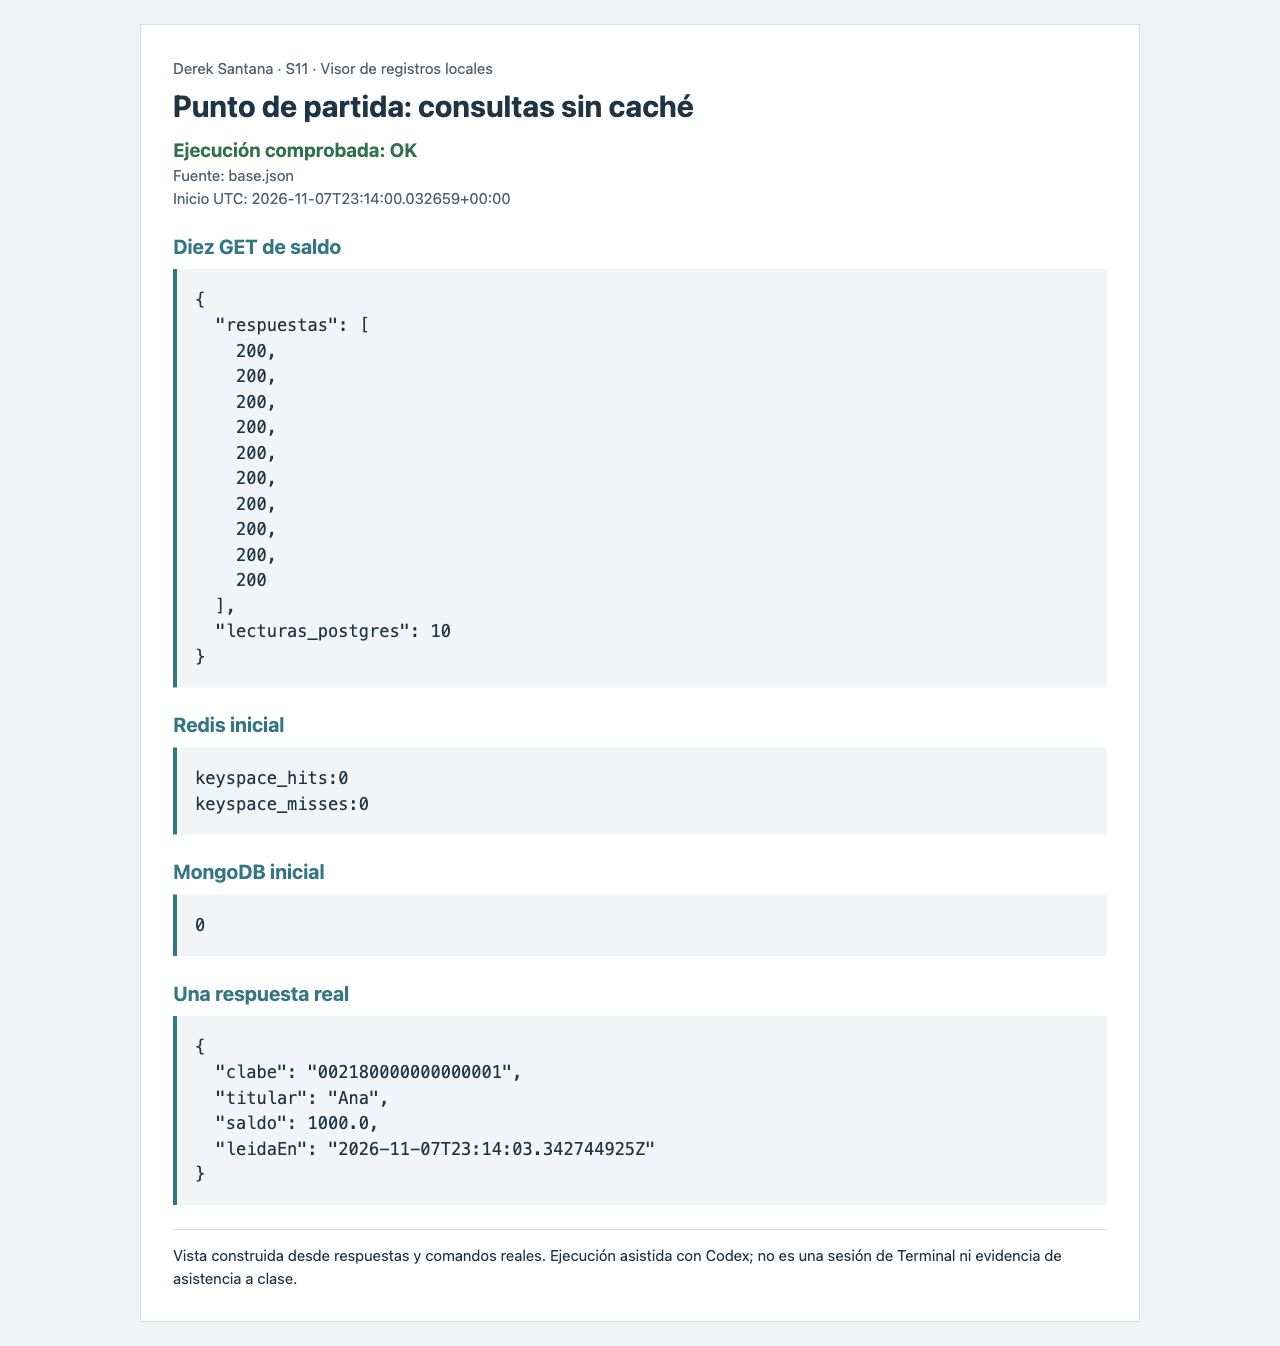 Derek Santana · S11 · Visor de registros locales
Punto de partida: consultas sin caché
Ejecución comprobada: OK
Fuente: base.json
Inicio UTC: 2026-11-07T23:14:00.032659+00:00
Diez GET de saldo
{
  "respuestas": [
    200,
    200,
    200,
    200,
    200,
    200,
    200,
    200,
    200,
    200
  ],
  "lecturas_postgres": 10
}
Redis inicial
keyspace_hits:0
keyspace_misses:0
MongoDB inicial
0
Una respuesta real
{
  "clabe": "002180000000000001",
  "titular": "Ana",
  "saldo": 1000.0,
  "leidaEn": "2026-11-07T23:14:03.342744925Z"
}
Vista construida desde respuestas y comandos reales. Ejecución asistida con Codex; no es una sesión de Terminal ni evidencia de
asistencia a clase.